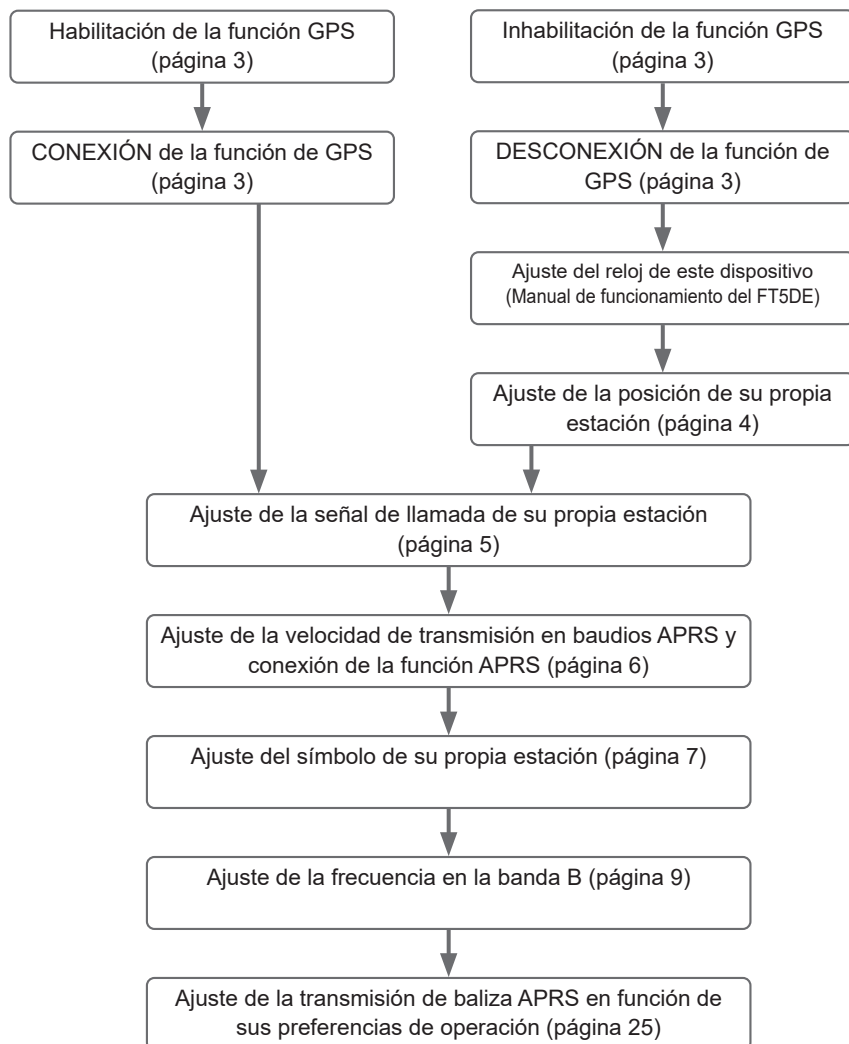 Habilitación de la función GPS
(página 3)
Inhabilitación de la función GPS
(página 3)
CONEXIÓN de la función de GPS
(página 3)
DESCONEXIÓN de la función de
GPS (página 3)
Ajuste del reloj de este dispositivo
(Manual de funcionamiento del FT5DE)
Ajuste de la posición de su propia
estación (página 4)
Ajuste de la señal de llamada de su propia estación
(página 5)
Ajuste de la velocidad de transmisión en baudios APRS y
conexión de la función APRS (página 6)
Ajuste del símbolo de su propia estación (página 7)
Ajuste de la frecuencia en la banda B (página 9)
Ajuste de la transmisión de baliza APRS en función de
sus preferencias de operación (página 25)